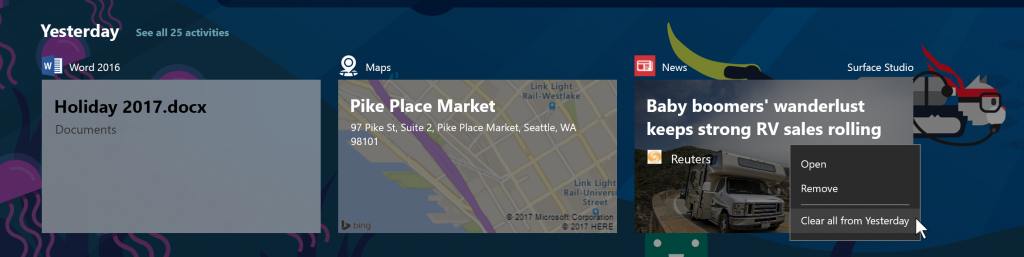 Yesterday See all 25 activities
Word 2016
Holiday 2017.docx
Documents
Maps
Pike Place Market
97 Pike St, Suite 2, Pike Place Market, Seattle, WA
98101
Link Light
Rail-Westlake
Link Light
Rail-Univers
Street
bing
© 2017 Microsoft Corporation
© 2017 HERE
News Surface Studio
Baby boomers' wanderlust
keeps strong RV sales rolling
Reuters
Open
Remove
Clear all from Yesterday